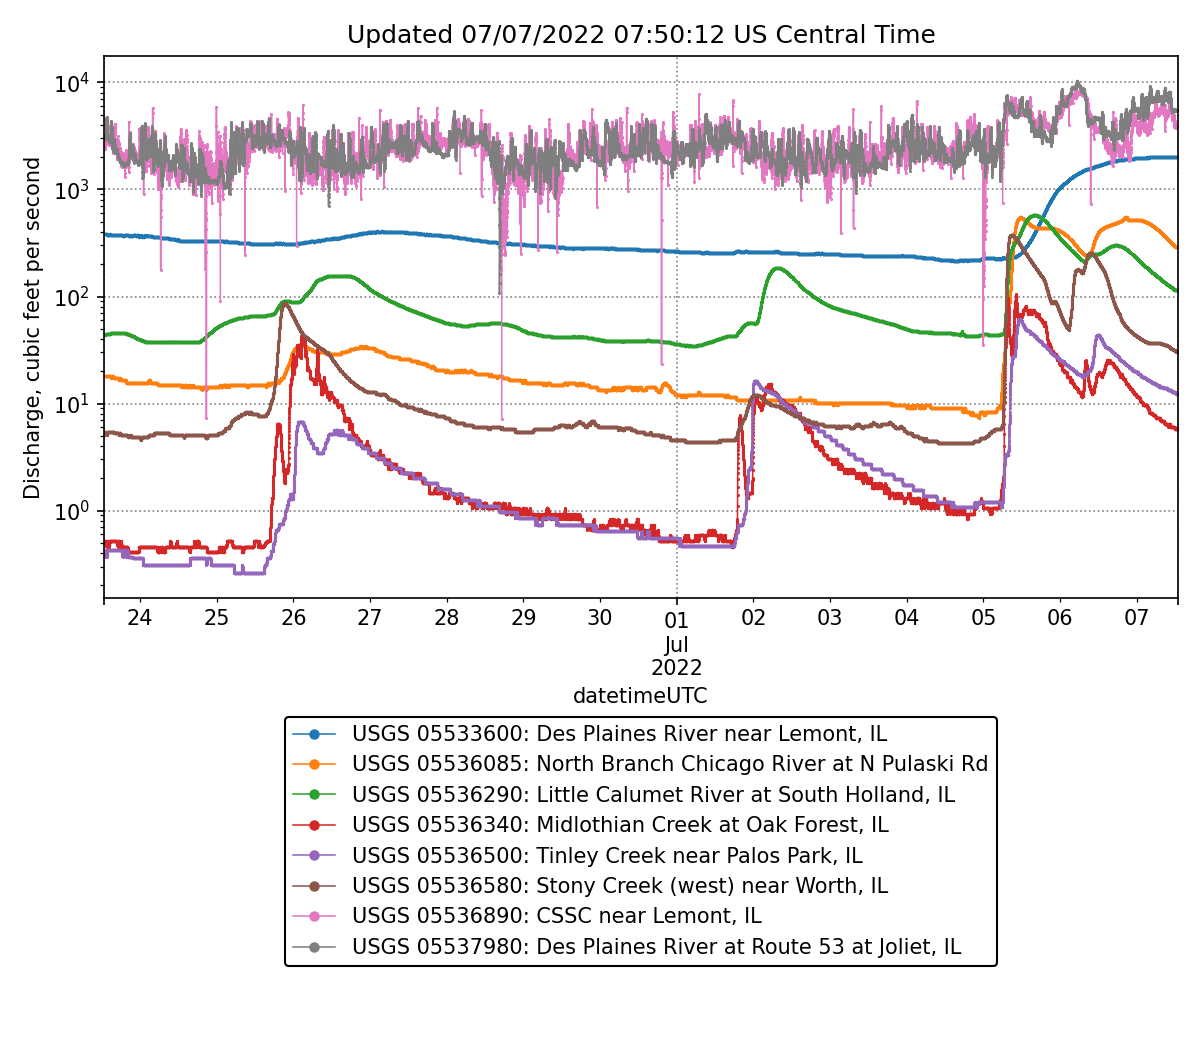 Updated 07/07/2022 07:50:12 US Central Time
Discharge, cubic feet per second
10⁴
10³
10²
10¹
10⁰
24 25 26 27 28 29 30 01 02 03 04 05 06 07
Jul
2022
datetimeUTC
USGS 05533600: Des Plaines River near Lemont, IL
USGS 05536085: North Branch Chicago River at N Pulaski Rd
USGS 05536290: Little Calumet River at South Holland, IL
USGS 05536340: Midlothian Creek at Oak Forest, IL
USGS 05536500: Tinley Creek near Palos Park, IL
USGS 05536580: Stony Creek (west) near Worth, IL
USGS 05536890: CSSC near Lemont, IL
USGS 05537980: Des Plaines River at Route 53 at Joliet, IL